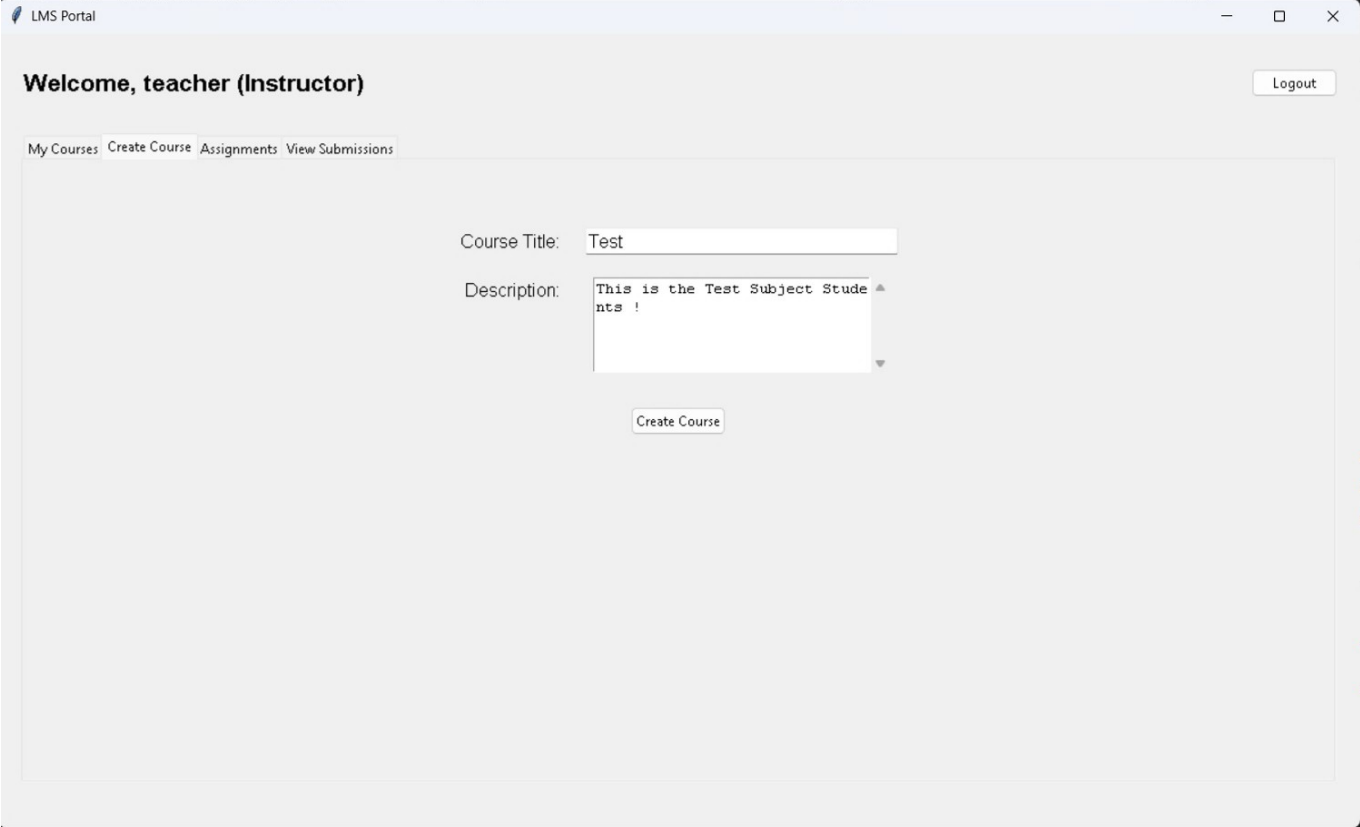 LMS Portal
Welcome, teacher (Instructor)
Logout
My Courses Create Course Assignments View Submissions
Course Title: Test
Description: This is the Test Subject Stude
nts !
Create Course